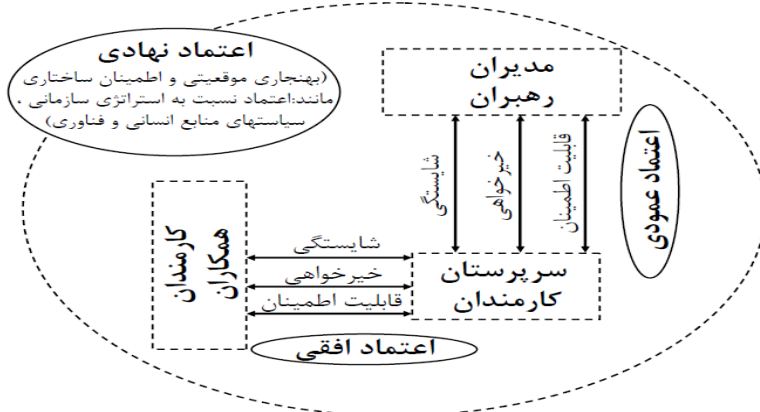 اعتماد نهادی
(بهنجاری موقعیتی و اطمینان ساختاری
مانند:اعتماد نسبت به استراتژی سازمانی ،
سیاستهای منابع انسانی و فناوری)
مدیران
رهبران
شایستگی
خیرخواهی
قابلیت اطمینان
اعتماد عمودی
سرپرستان
کارمندان
همکاران
کارمندان
شایستگی
خیرخواهی
قابلیت اطمینان
اعتماد افقی